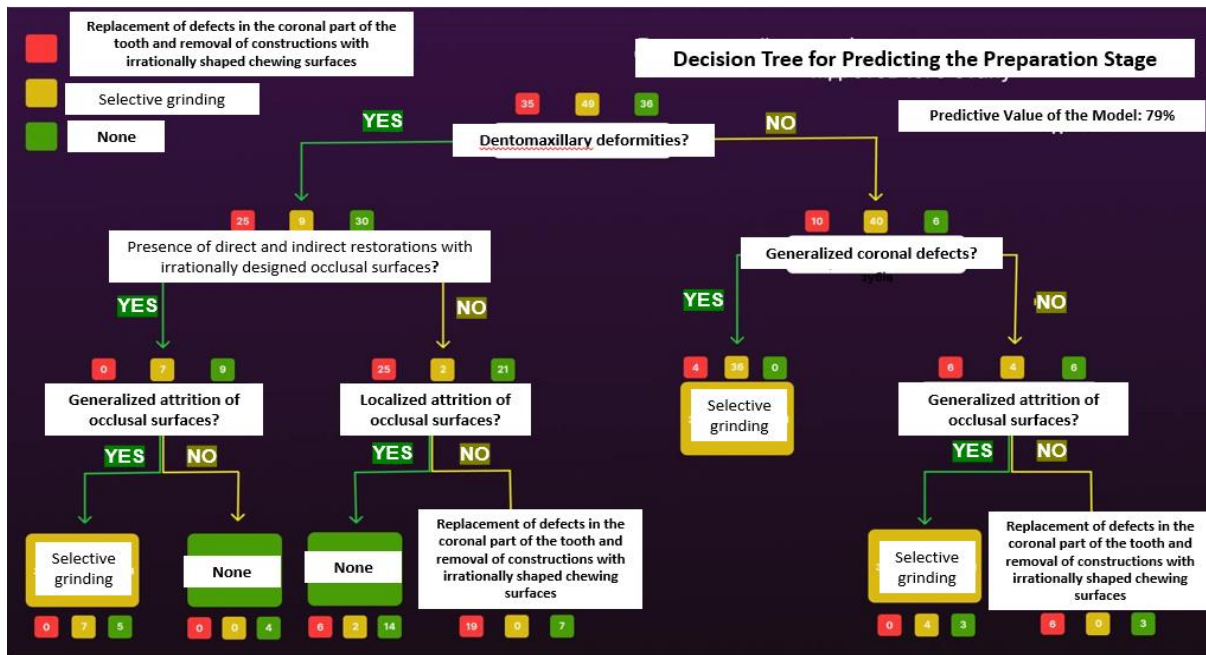 Replacement of defects in the coronal part of the
tooth and removal of constructions with
irrationally shaped chewing surfaces
Selective grinding
None
Decision Tree for Predicting the Preparation Stage
Predictive Value of the Model: 79%
35 49 36
YES
NO
Dentomaxillary deformities?
25 9 30
Presence of direct and indirect restorations with
irrationally designed occlusal surfaces?
10 40 6
Generalized coronal defects?
YES
NO
YES
NO
0 7 9
Generalized attrition of
occlusal surfaces?
25 2 21
Localized attrition of
occlusal surfaces?
4 36 0
Selective
grinding
6 4 6
Generalized attrition of
occlusal surfaces?
YES
NO
YES
NO
YES
NO
Selective
grinding
0 7 5
None
0 0 4
None
6 2 14
Replacement of defects in the
coronal part of the tooth and
removal of constructions with
irrationally shaped chewing
surfaces
19 0 7
Selective
grinding
0 4 3
Replacement of defects in the
coronal part of the tooth and
removal of constructions with
irrationally shaped chewing
surfaces
6 0 3